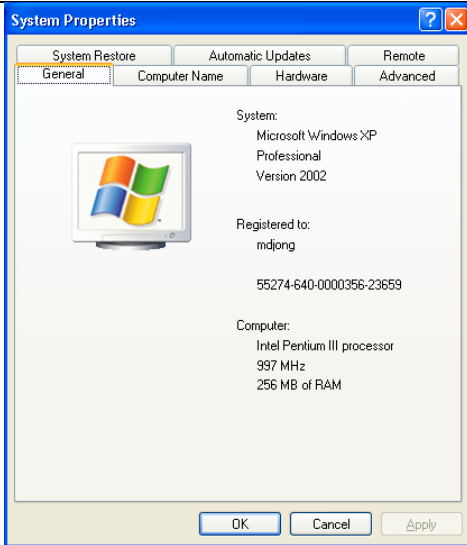 System Properties
System Restore Automatic Updates Remote
General Computer Name Hardware Advanced
System:
Microsoft Windows XP
Professional
Version 2002
Registered to:
mdjong
55274-640-0000356-23659
Computer:
Intel Pentium III processor
997 MHz
256 MB of RAM
OK Cancel Apply